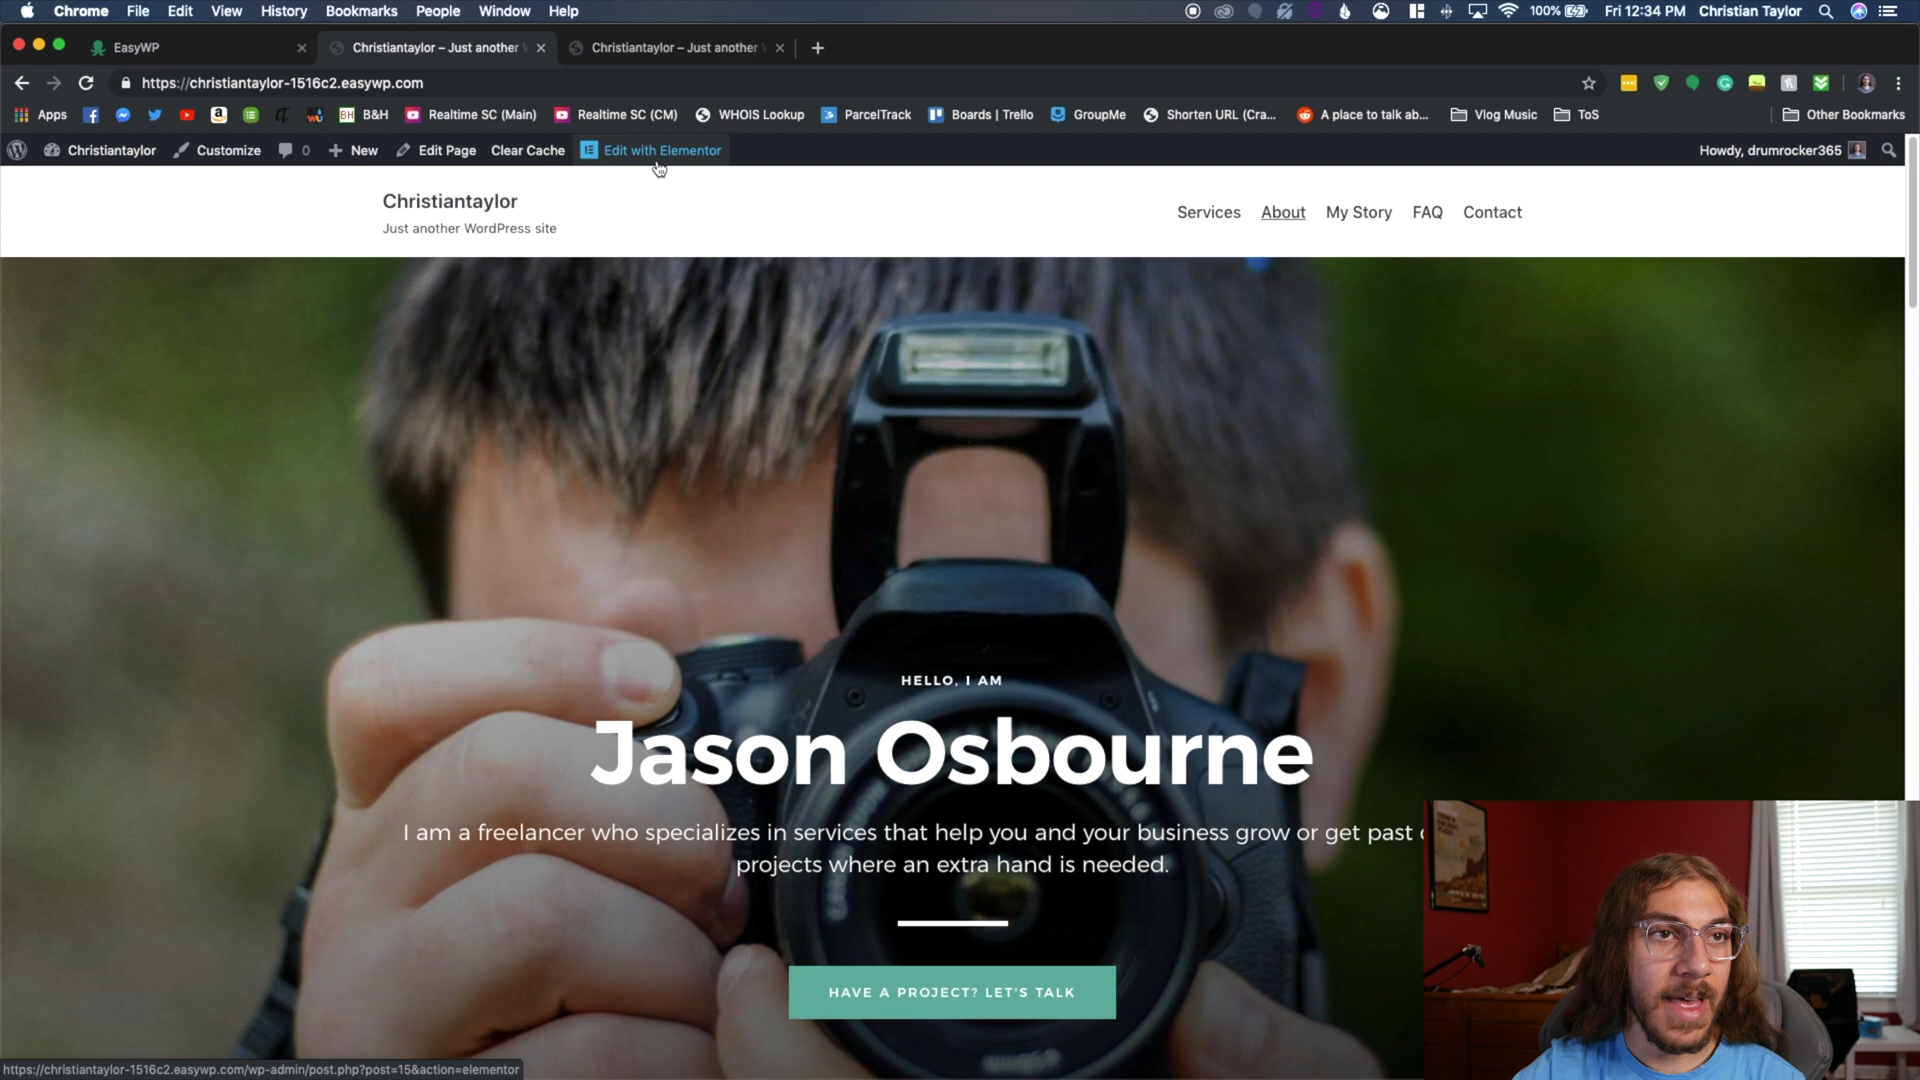 Chrome File Edit View History Bookmarks People Window Help 100% Fri 12:34 PM Christian Taylor
EasyWP Christiantaylor – Just another Christiantaylor – Just another
https://christiantaylor-1516c2.easywp.com
Apps B&H Realtime SC (Main) Realtime SC (CM) WHOIS Lookup ParcelTrack Boards | Trello GroupMe Shorten URL (Cra... A place to talk ab... Vlog Music ToS Other Bookmarks
Christiantaylor Customize 0 New Edit Page Clear Cache Edit with Elementor Howdy, drumrocker365
Christiantaylor
Just another WordPress site
Services About My Story FAQ Contact
HELLO, I AM
Jason Osbourne
I am a freelancer who specializes in services that help you and your business grow or get past
projects where an extra hand is needed.
HAVE A PROJECT? LET'S TALK
https://christiantaylor-1516c2.easywp.com/wp-admin/post.php?post=15&action=elementor